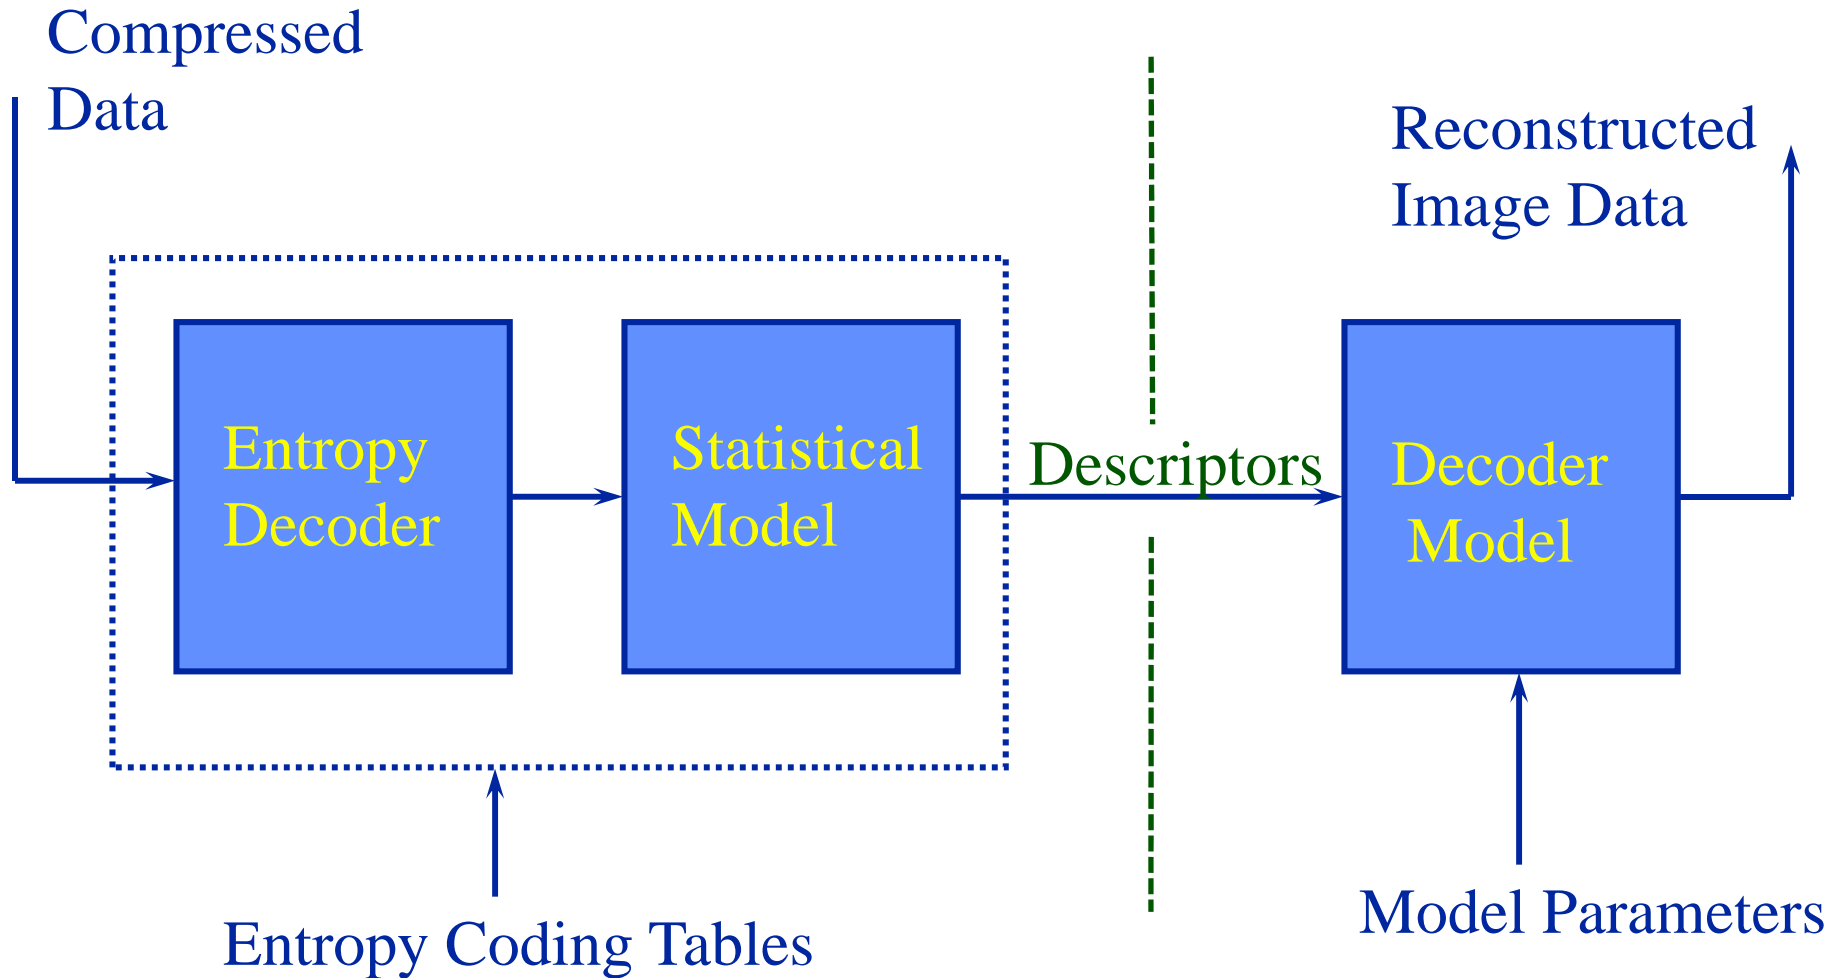 Compressed
Data
Reconstructed
Image Data
Entropy
Decoder
Statistical
Model
Descriptors
Decoder
Model
Entropy Coding Tables
Model Parameters